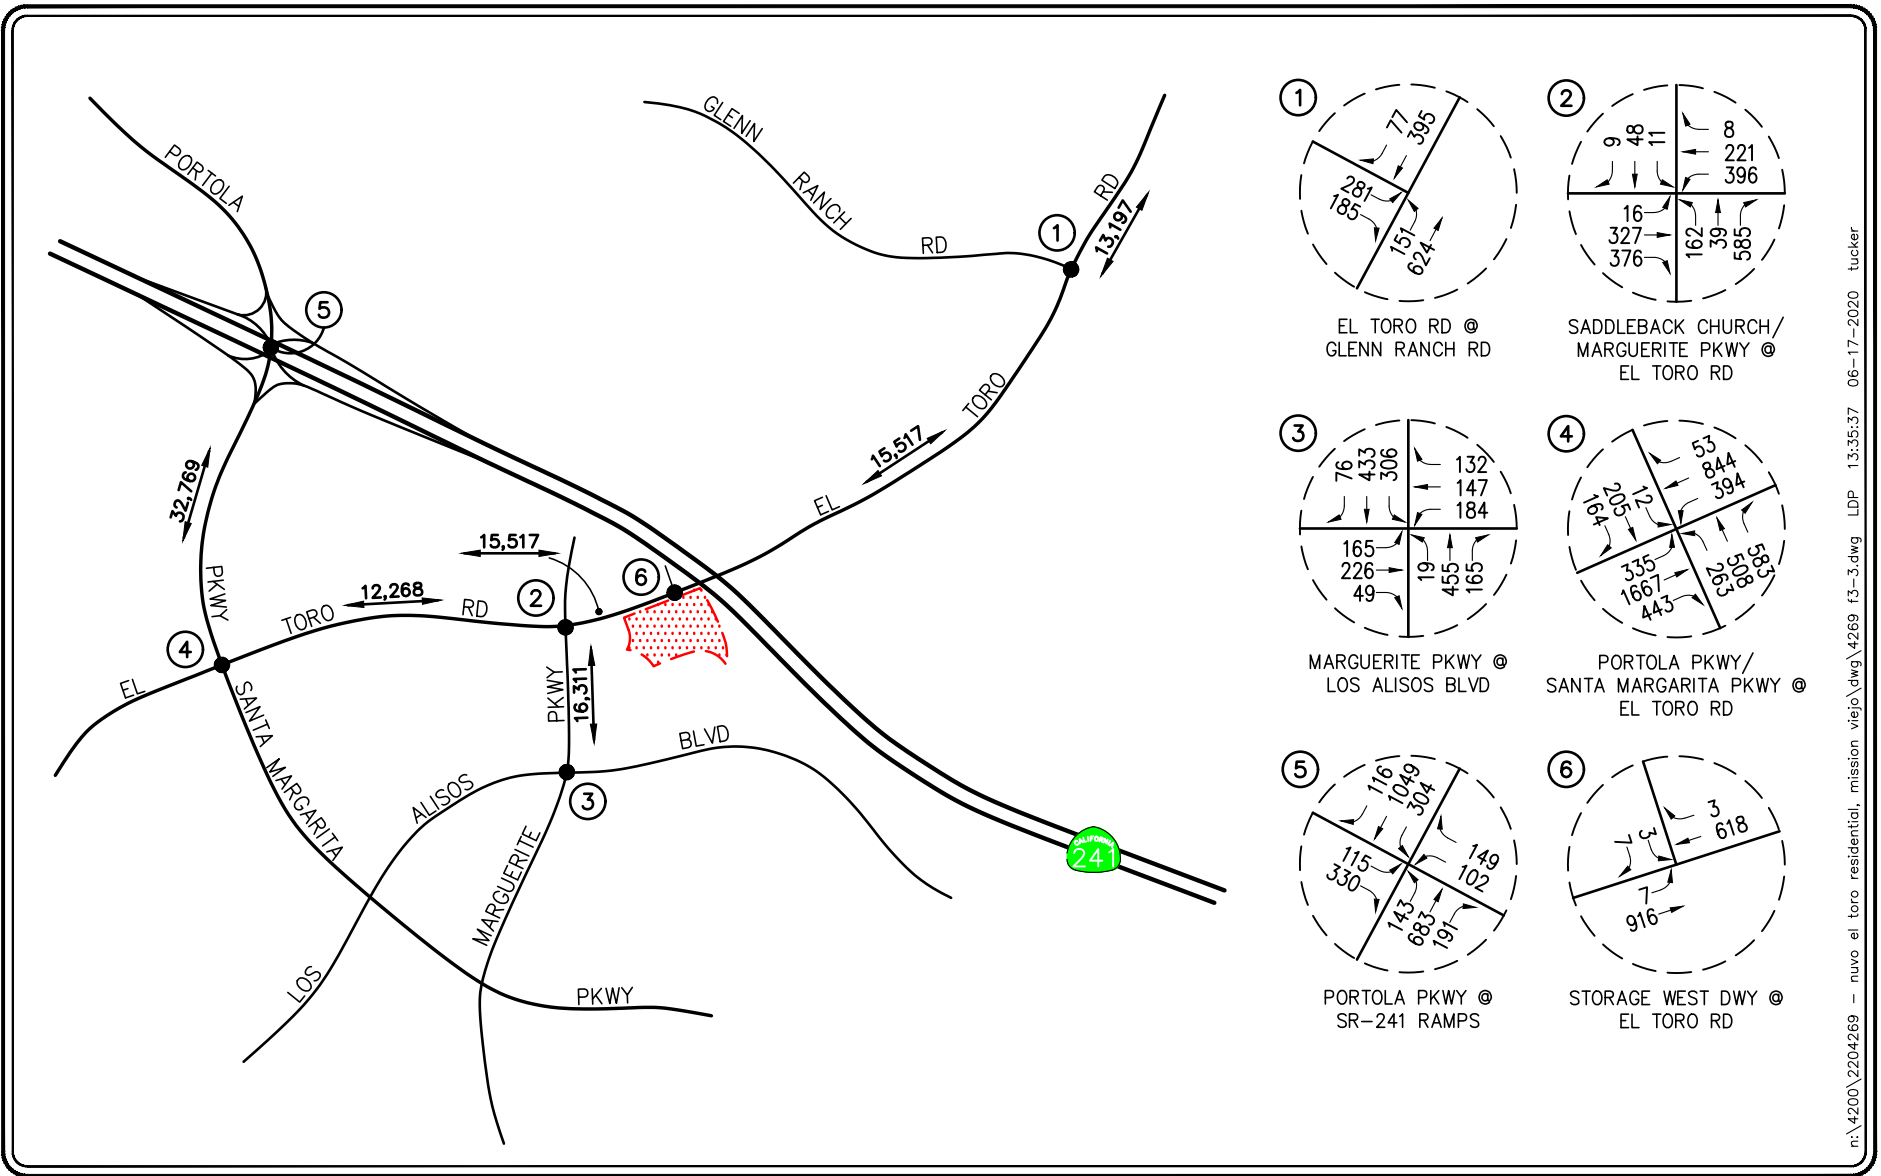 PORTOLA
PKWY
32,769
5
GLENN
RANCH
RD
1
RD
13,197
TORO
15,517
EL
15,517
6
2
12,268
RD
TORO
4
EL
SANTA
MARGARITA
PKWY
PKWY
16,311
BLVD
ALISOS
LOS
3
MARGUERITE
CALIFORNIA
241
1
77
395
281
185
151
624
EL TORO RD @
GLENN RANCH RD
2
9
48
11
8
221
396
16
327
376
162
39
585
SADDLEBACK CHURCH/
MARGUERITE PKWY @
EL TORO RD
3
76
433
306
132
147
184
165
226
49
19
455
165
MARGUERITE PKWY @
LOS ALISOS BLVD
4
164
205
12
53
844
394
335
1667
443
263
508
583
PORTOLA PKWY/
SANTA MARGARITA PKWY @
EL TORO RD
5
116
1049
304
149
102
115
330
143
683
191
PORTOLA PKWY @
SR-241 RAMPS
6
7
3
3
618
7
916
STORAGE WEST DWY @
EL TORO RD
n:\4200\2204269 - nuvo el toro residential, mission viejo\dwg\4269 f3-3.dwg LDP 13:35:37 06-17-2020 tucker